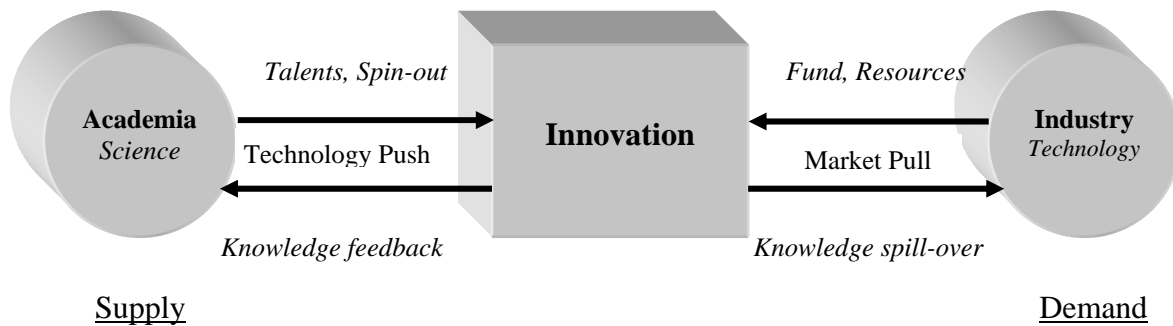 Talents, Spin-out
Fund, Resources
Academia
Science
Innovation
Industry
Technology
Technology Push
Market Pull
Knowledge feedback
Knowledge spill-over
Supply
Demand